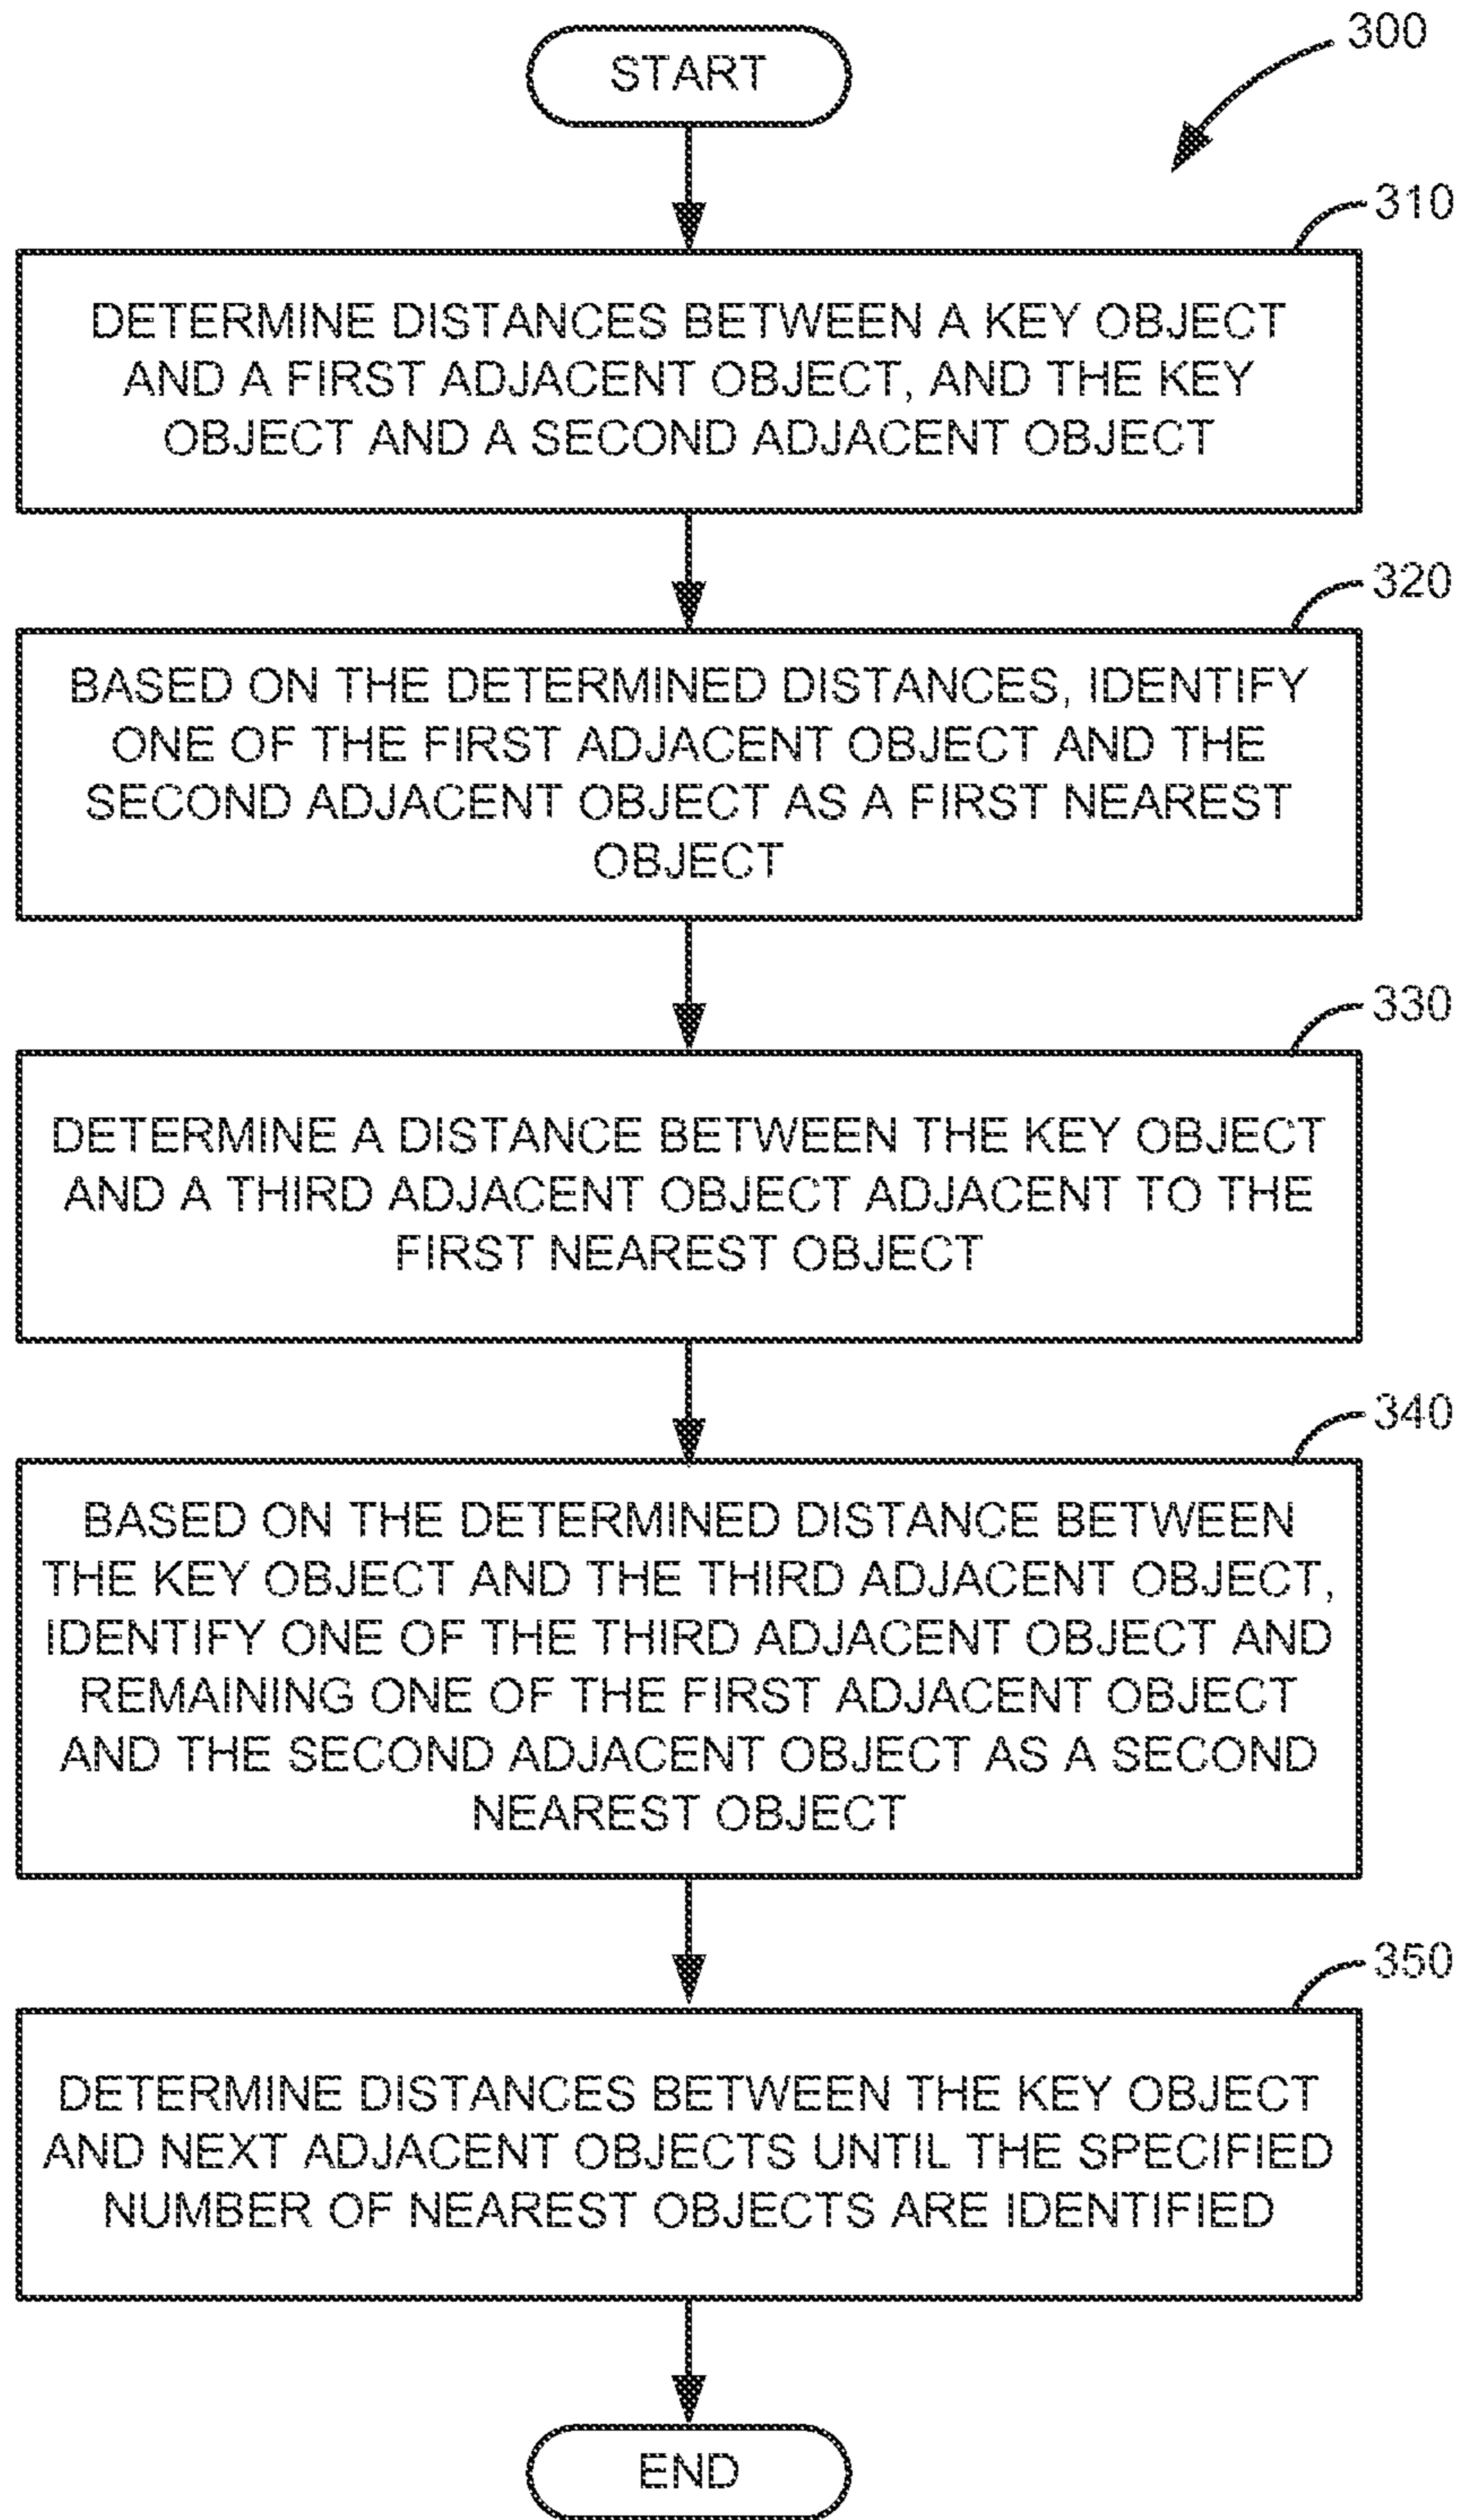 300
START
310
DETERMINE DISTANCES BETWEEN A KEY OBJECT
AND A FIRST ADJACENT OBJECT, AND THE KEY
OBJECT AND A SECOND ADJACENT OBJECT
320
BASED ON THE DETERMINED DISTANCES, IDENTIFY
ONE OF THE FIRST ADJACENT OBJECT AND THE
SECOND ADJACENT OBJECT AS A FIRST NEAREST
OBJECT
330
DETERMINE A DISTANCE BETWEEN THE KEY OBJECT
AND A THIRD ADJACENT OBJECT ADJACENT TO THE
FIRST NEAREST OBJECT
340
BASED ON THE DETERMINED DISTANCE BETWEEN
THE KEY OBJECT AND THE THIRD ADJACENT OBJECT,
IDENTIFY ONE OF THE THIRD ADJACENT OBJECT AND
REMAINING ONE OF THE FIRST ADJACENT OBJECT
AND THE SECOND ADJACENT OBJECT AS A SECOND
NEAREST OBJECT
350
DETERMINE DISTANCES BETWEEN THE KEY OBJECT
AND NEXT ADJACENT OBJECTS UNTIL THE SPECIFIED
NUMBER OF NEAREST OBJECTS ARE IDENTIFIED
END